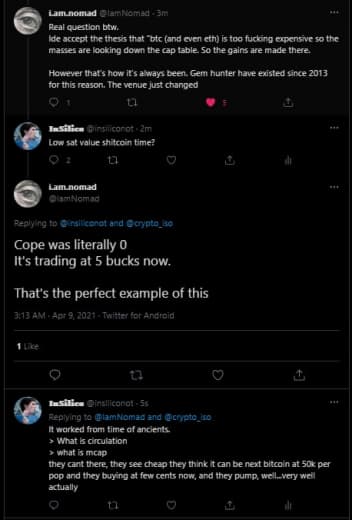 i.am.nomad @IamNomad · 3m
Real question btw.
Ide accept the thesis that "btc (and even eth) is too fucking expensive so the
masses are looking down the cap table. So the gains are made there.
However that's how it's always been. Gem hunter have existed since 2013
for this reason. The venue just changed
1 5
InSilico @insiliconot · 2m
Low sat value shitcoin time?
2
i.am.nomad
@IamNomad
Replying to @insiliconot and @crypto_iso
Cope was literally 0
It's trading at 5 bucks now.
That's the perfect example of this
3:13 AM · Apr 9, 2021 · Twitter for Android
1 Like
InSilico @insiliconot · 5s
Replying to @IamNomad and @crypto_iso
It worked from time of ancients.
> What is circulation
> what is mcap
they cant there, they see cheap they think it can be next bitcoin at 50k per
pop and they buying at few cents now, and they pump, well...very well
actually